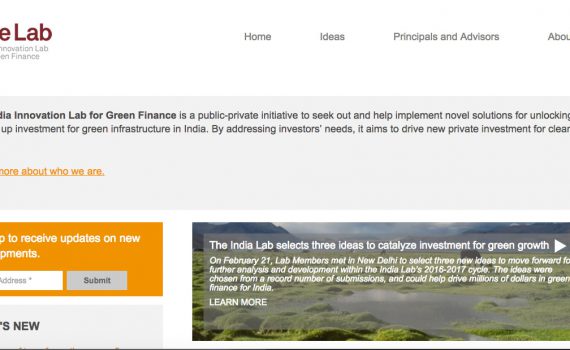 e Lab
nnovation Lab
en Finance
Home Ideas Principals and Advisors Abou
dia Innovation Lab for Green Finance is a public-private initiative to seek out and help implement novel solutions for unlocking
up investment for green infrastructure in India. By addressing investors' needs, it aims to drive new private investment for clean
more about who we are.
p to receive updates on new
pments.
Address * Submit
'S NEW
The India Lab selects three ideas to catalyze investment for green growth
On February 21, Lab Members met in New Delhi to select three new ideas to move forward fo
further analysis and development within the India Lab's 2016-2017 cycle. The ideas were
chosen from a record number of submissions, and could help drive millions of dollars in green
finance for India.
LEARN MORE